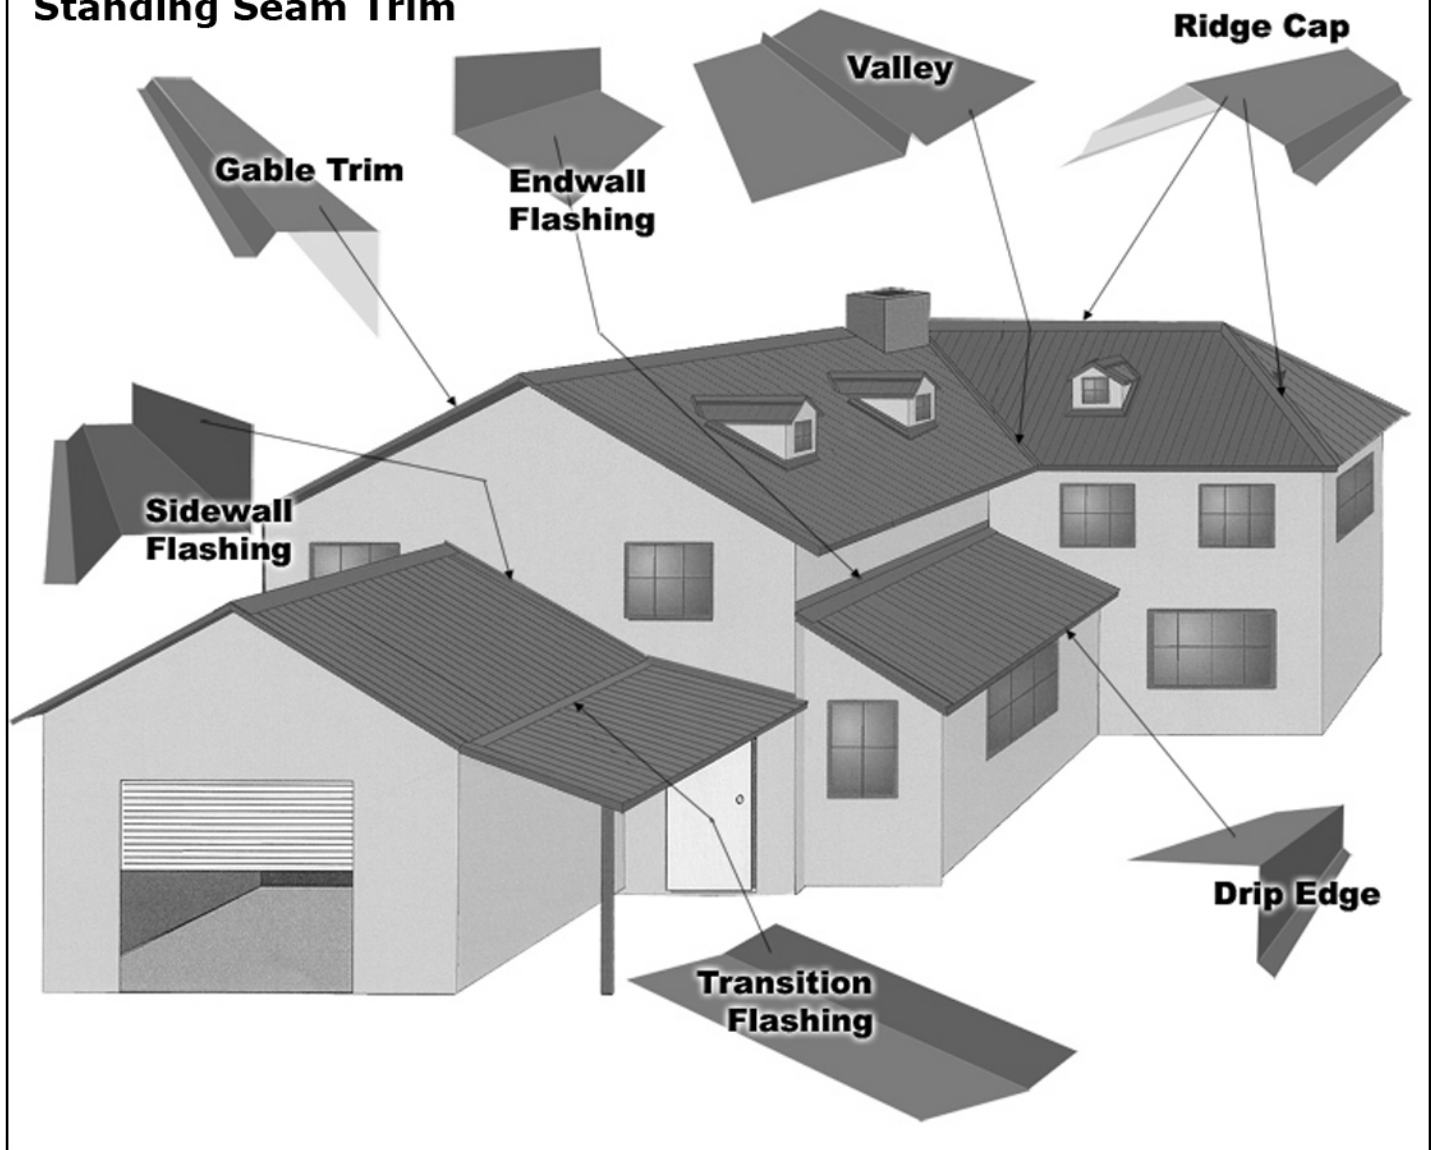 Standing Seam Trim
Ridge Cap
Valley
Gable Trim
Endwall
Flashing
Sidewall
Flashing
Drip Edge
Transition
Flashing